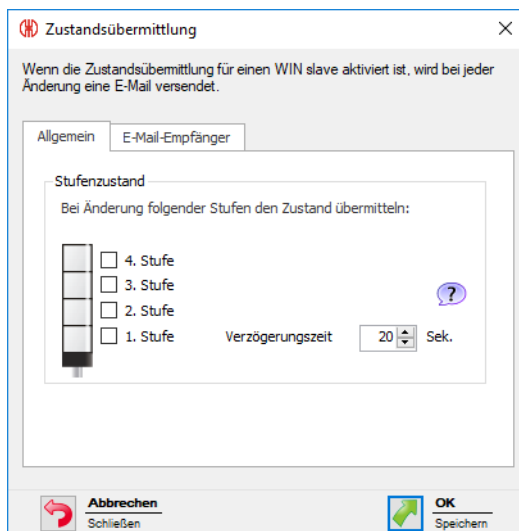 Zustandsübermittlung
Wenn die Zustandsübermittlung für einen WIN slave aktiviert ist, wird bei jeder
Änderung eine E-Mail versendet.
Allgemein E-Mail-Empfänger
Stufenzustand
Bei Änderung folgender Stufen den Zustand übermitteln:
4. Stufe
3. Stufe
2. Stufe
1. Stufe Verzögerungszeit 20 Sek.
?
Abbrechen OK
Schließen Speichern